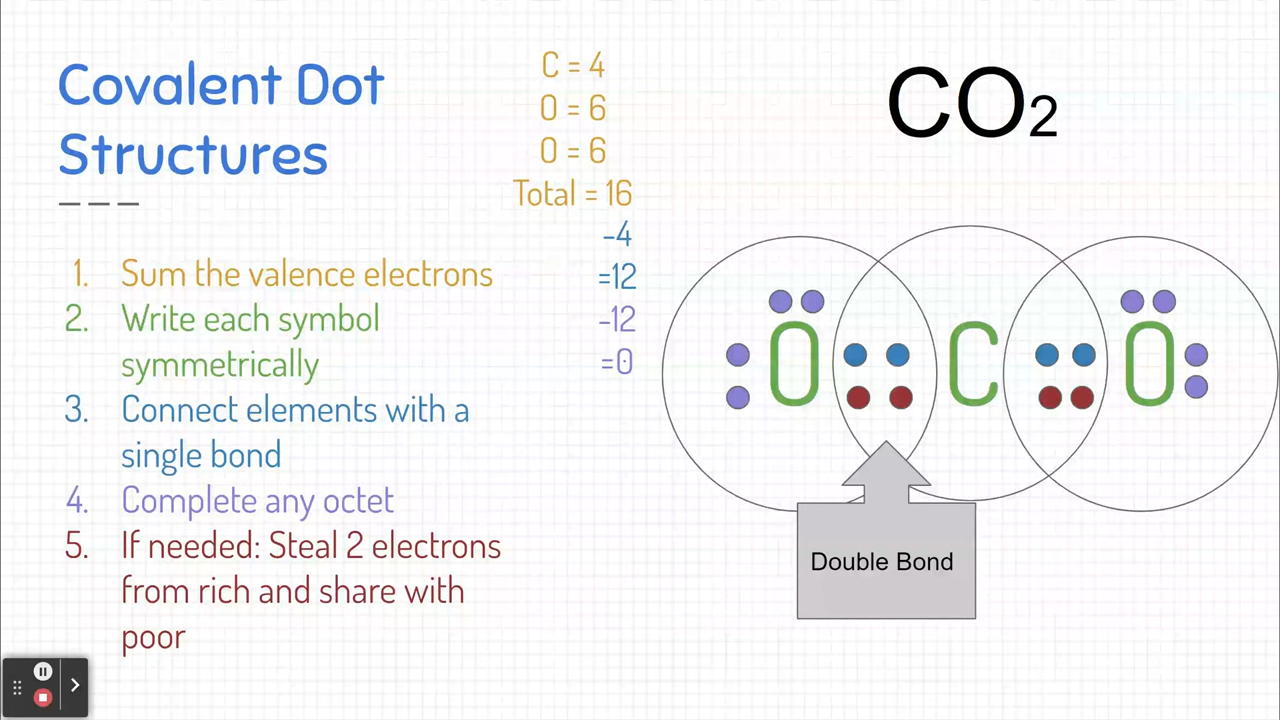 Covalent Dot
Structures
1. Sum the valence electrons
2. Write each symbol
symmetrically
3. Connect elements with a
single bond
4. Complete any octet
5. If needed: Steal 2 electrons
from rich and share with
poor
C = 4
O = 6
O = 6
Total = 16
-4
=12
-12
=0
CO₂
O C O
Double Bond